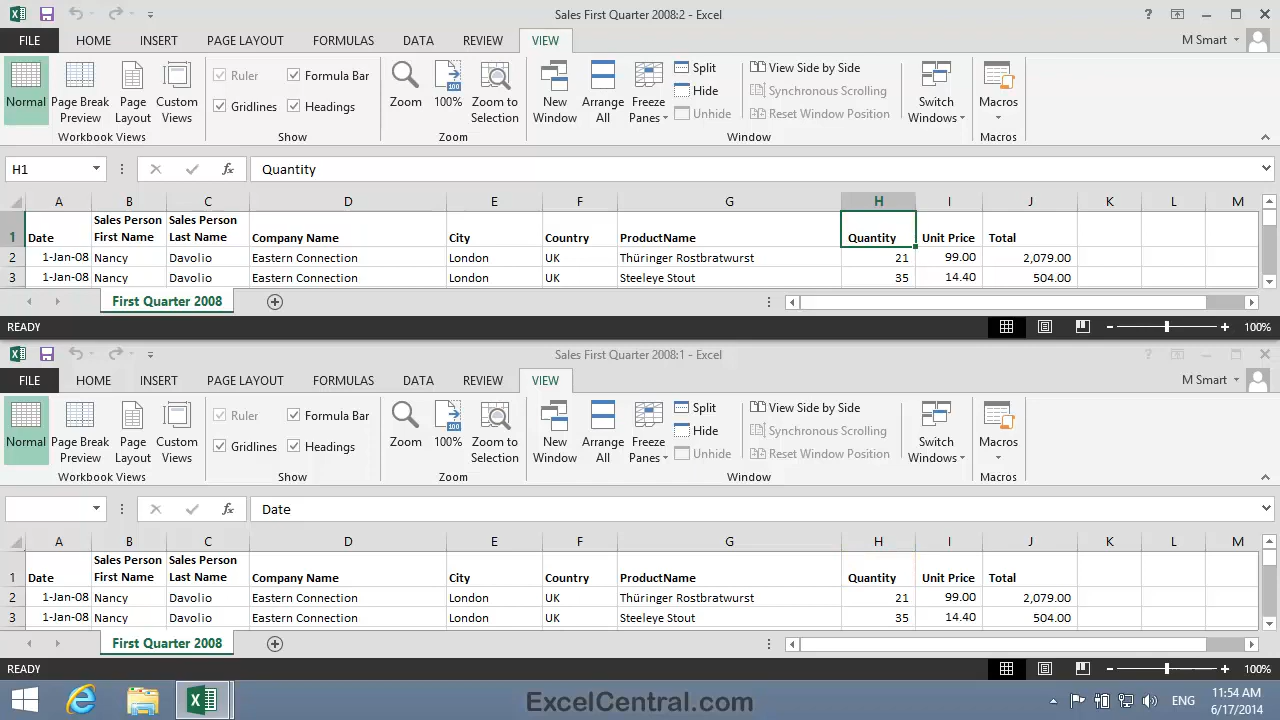 Sales First Quarter 2008:2 - Excel
FILE HOME INSERT PAGE LAYOUT FORMULAS DATA REVIEW VIEW M Smart
Normal Page Break Preview Page Layout Custom Views
Workbook Views
Ruler Formula Bar
Gridlines Headings
Show
Zoom 100% Zoom to Selection
Zoom
New Window Arrange All Freeze Panes
Split
Hide
Unhide
View Side by Side
Synchronous Scrolling
Reset Window Position
Switch Windows
Window
Macros
Macros
H1 fx Quantity
A B C D E F G H I J K L M
1 Date Sales Person First Name Sales Person Last Name Company Name City Country ProductName Quantity Unit Price Total
2 1-Jan-08 Nancy Davolio Eastern Connection London UK Thüringer Rostbratwurst 21 99.00 2,079.00
3 1-Jan-08 Nancy Davolio Eastern Connection London UK Steeleye Stout 35 14.40 504.00
First Quarter 2008
READY 100%
Sales First Quarter 2008:1 - Excel
FILE HOME INSERT PAGE LAYOUT FORMULAS DATA REVIEW VIEW M Smart
Normal Page Break Preview Page Layout Custom Views
Workbook Views
Ruler Formula Bar
Gridlines Headings
Show
Zoom 100% Zoom to Selection
Zoom
New Window Arrange All Freeze Panes
Split
Hide
Unhide
View Side by Side
Synchronous Scrolling
Reset Window Position
Switch Windows
Window
Macros
Macros
fx Date
A B C D E F G H I J K L M
1 Date Sales Person First Name Sales Person Last Name Company Name City Country ProductName Quantity Unit Price Total
2 1-Jan-08 Nancy Davolio Eastern Connection London UK Thüringer Rostbratwurst 21 99.00 2,079.00
3 1-Jan-08 Nancy Davolio Eastern Connection London UK Steeleye Stout 35 14.40 504.00
First Quarter 2008
READY 100%
ExcelCentral.com
ENG
11:54 AM
6/17/2014